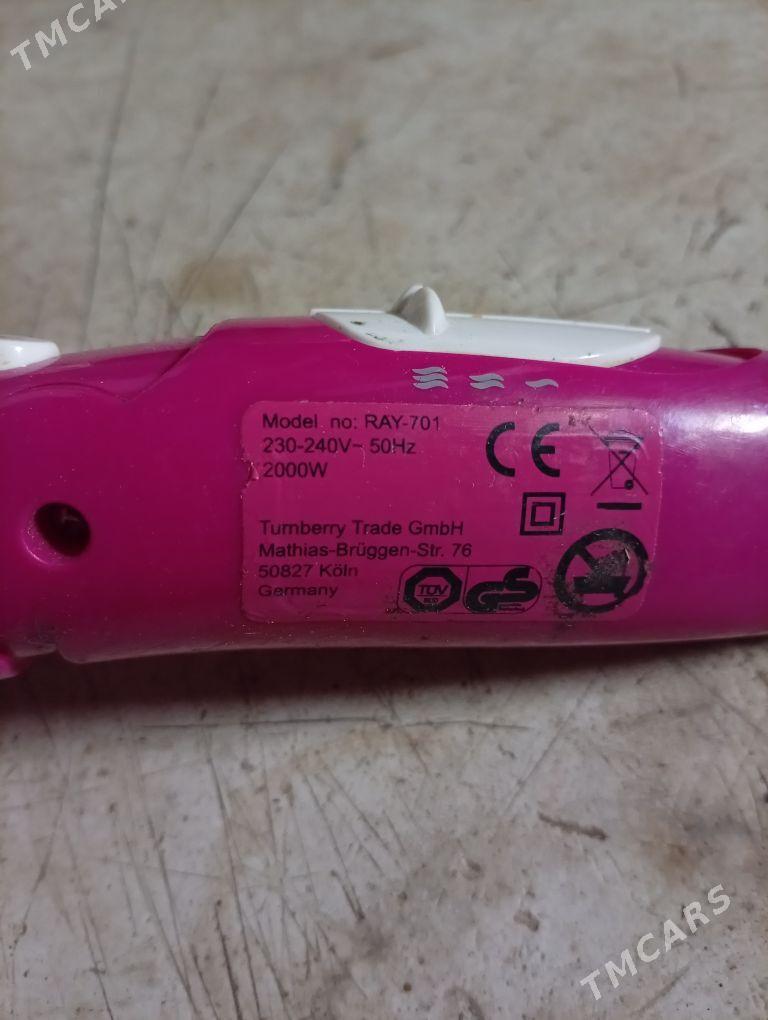 TMCARS
Model no: RAY-701
230-240V~ 50Hz
2000W
CE
Turnberry Trade GmbH
Mathias-Brüggen-Str. 76
50827 Köln
Germany
TÜV
GS
TMCARS